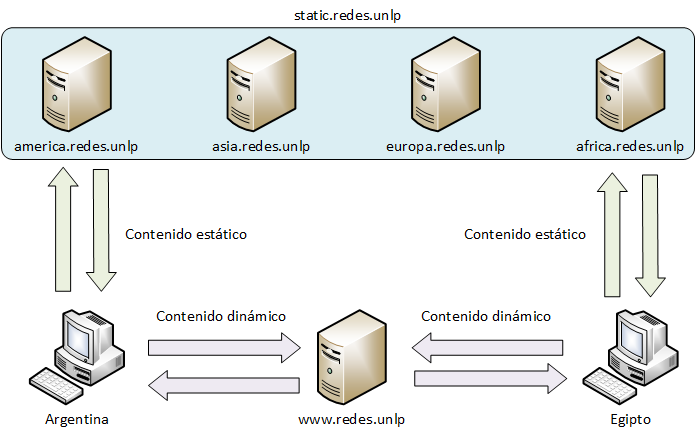 static.redes.unlp
america.redes.unlp
asia.redes.unlp
europa.redes.unlp
africa.redes.unlp
Contenido estático
Contenido estático
Contenido dinámico
Contenido dinámico
Argentina
www.redes.unlp
Egipto